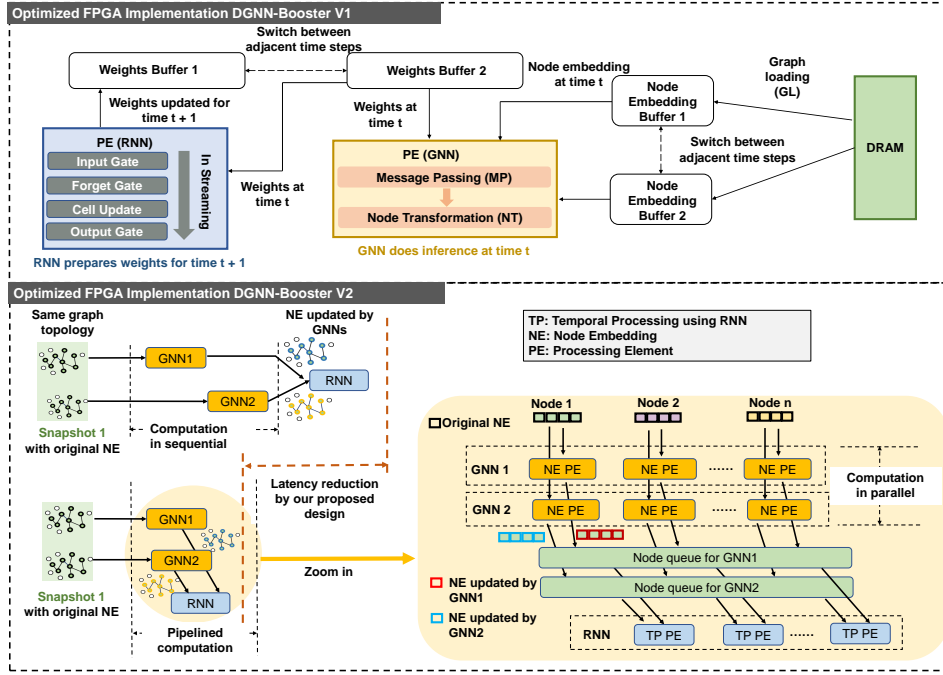 Optimized FPGA Implementation DGNN-Booster V1
Switch between
adjacent time steps
Weights Buffer 1
Weights Buffer 2
Node embedding
at time t
Graph
loading
(GL)
Node
Embedding
Buffer 1
Weights updated for
time t + 1
Weights at
time t
PE (RNN)
Input Gate
Forget Gate
Cell Update
Output Gate
In Streaming
Weights at
time t
PE (GNN)
Message Passing (MP)
Node Transformation (NT)
Switch between
adjacent time steps
DRAM
Node
Embedding
Buffer 2
RNN prepares weights for time t + 1
GNN does inference at time t
Optimized FPGA Implementation DGNN-Booster V2
Same graph
topology
NE updated by
GNNs
GNN1
RNN
GNN2
Snapshot 1
with original NE
Computation
in sequential
Latency reduction
by our proposed
design
GNN1
GNN2
RNN
Snapshot 1
with original NE
Pipelined
computation
Zoom in
TP: Temporal Processing using RNN
NE: Node Embedding
PE: Processing Element
Node 1
Node 2
Node n
Original NE
GNN 1
NE PE
NE PE
......
NE PE
Computation
in parallel
GNN 2
NE PE
NE PE
......
NE PE
Node queue for GNN1
Node queue for GNN2
NE updated by
GNN1
NE updated by
GNN2
RNN
TP PE
TP PE
......
TP PE